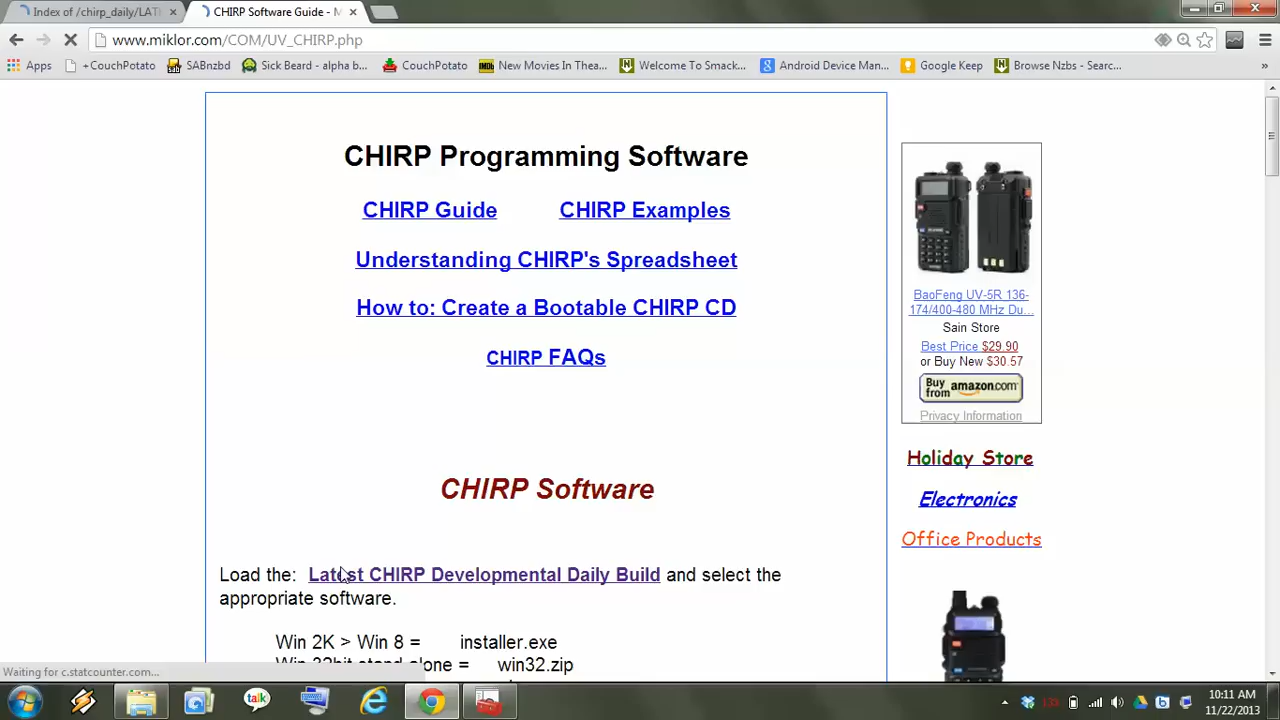 Index of /chirp_daily/LAT
CHIRP Software Guide - M
www.miklor.com/COM/UV_CHIRP.php
Apps
+CouchPotato
SABnzbd
Sick Beard - alpha b...
CouchPotato
New Movies In Thea...
Welcome To Smack...
Android Device Man...
Google Keep
Browse Nzbs - Searc...
»
CHIRP Programming Software
CHIRP Guide
CHIRP Examples
Understanding CHIRP's Spreadsheet
How to: Create a Bootable CHIRP CD
CHIRP FAQs
CHIRP Software
Load the: Latest CHIRP Developmental Daily Build and select the
appropriate software.
Win 2K > Win 8 = installer.exe
Win 32bit stand alone = win32.zip
BaoFeng UV-5R 136-
174/400-480 MHz Du...
Sain Store
Best Price $29.90
or Buy New $30.57
Buy
from amazon.com
Privacy Information
Holiday Store
Electronics
Office Products
Waiting for c.statcounter.com...
talk
10:11 AM
11/22/2013